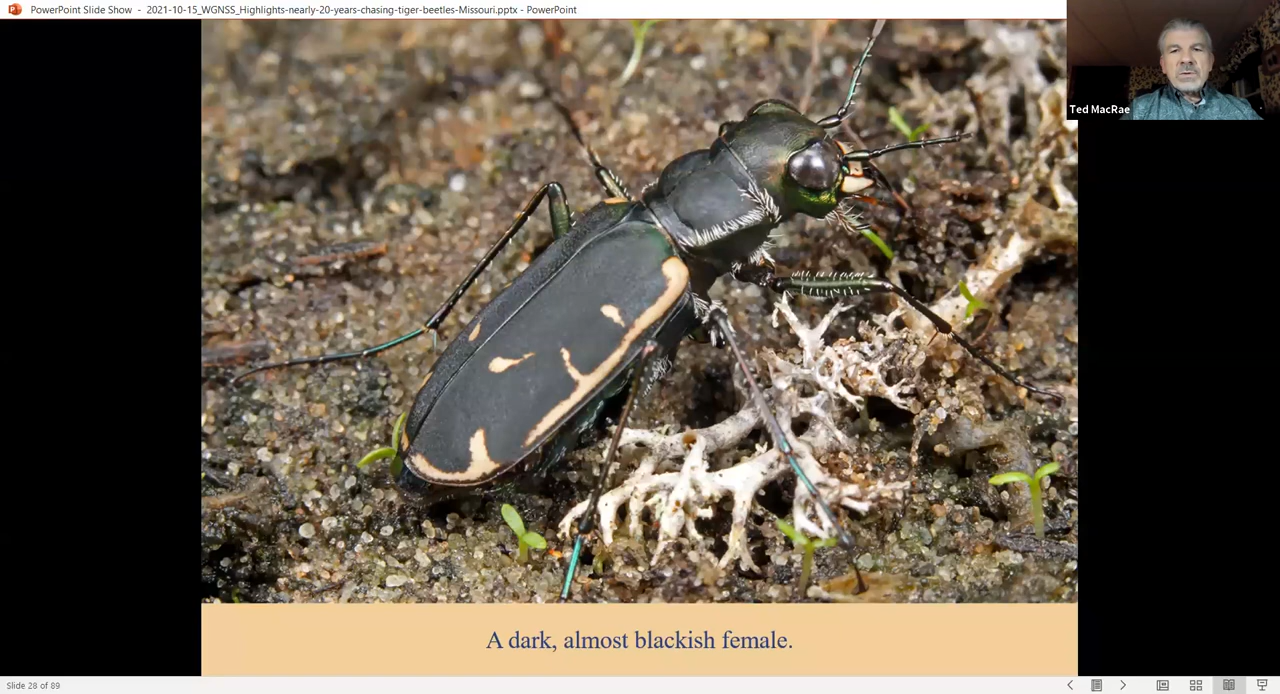 PowerPoint Slide Show - 2021-10-15_WGNSS_Highlights-nearly-20-years-chasing-tiger-beetles-Missouri.pptx - PowerPoint
Ted MacRae
A dark, almost blackish female.
Slide 28 of 89